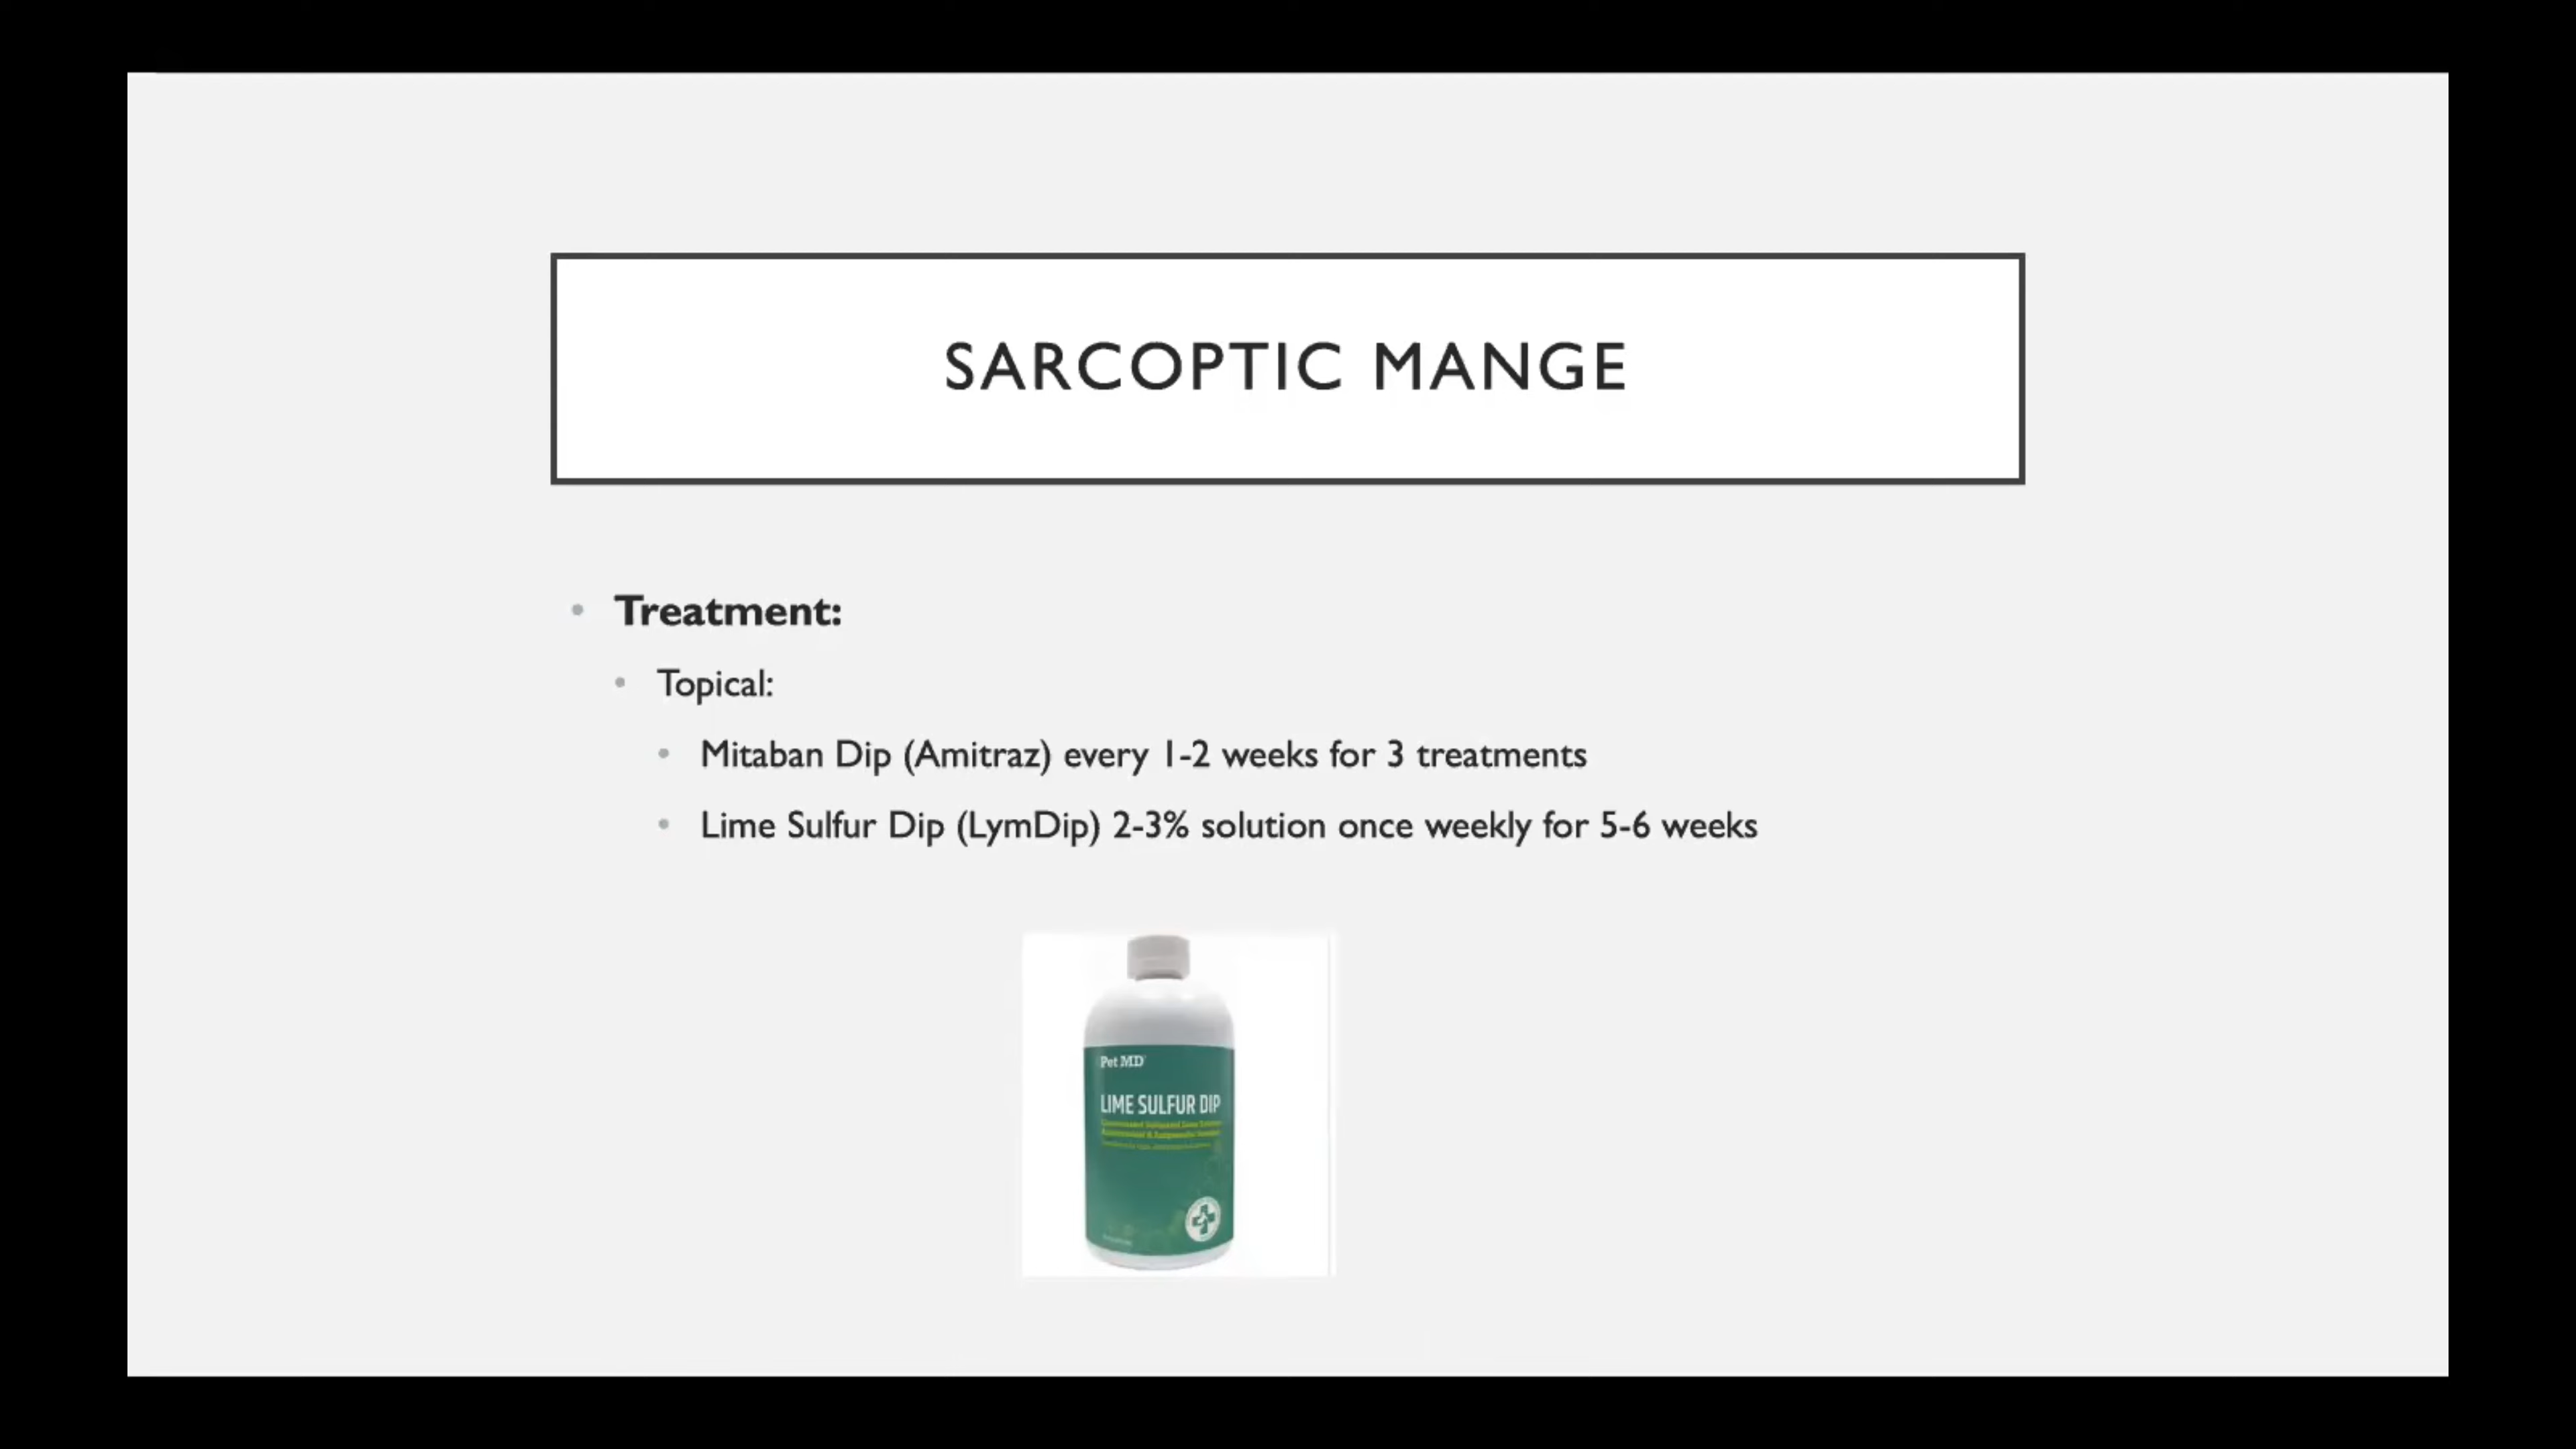 SARCOPTIC MANGE
• Treatment:
• Topical:
• Mitaban Dip (Amitraz) every 1-2 weeks for 3 treatments
• Lime Sulfur Dip (LymDip) 2-3% solution once weekly for 5-6 weeks
Pet MD
LIME SULFUR DIP